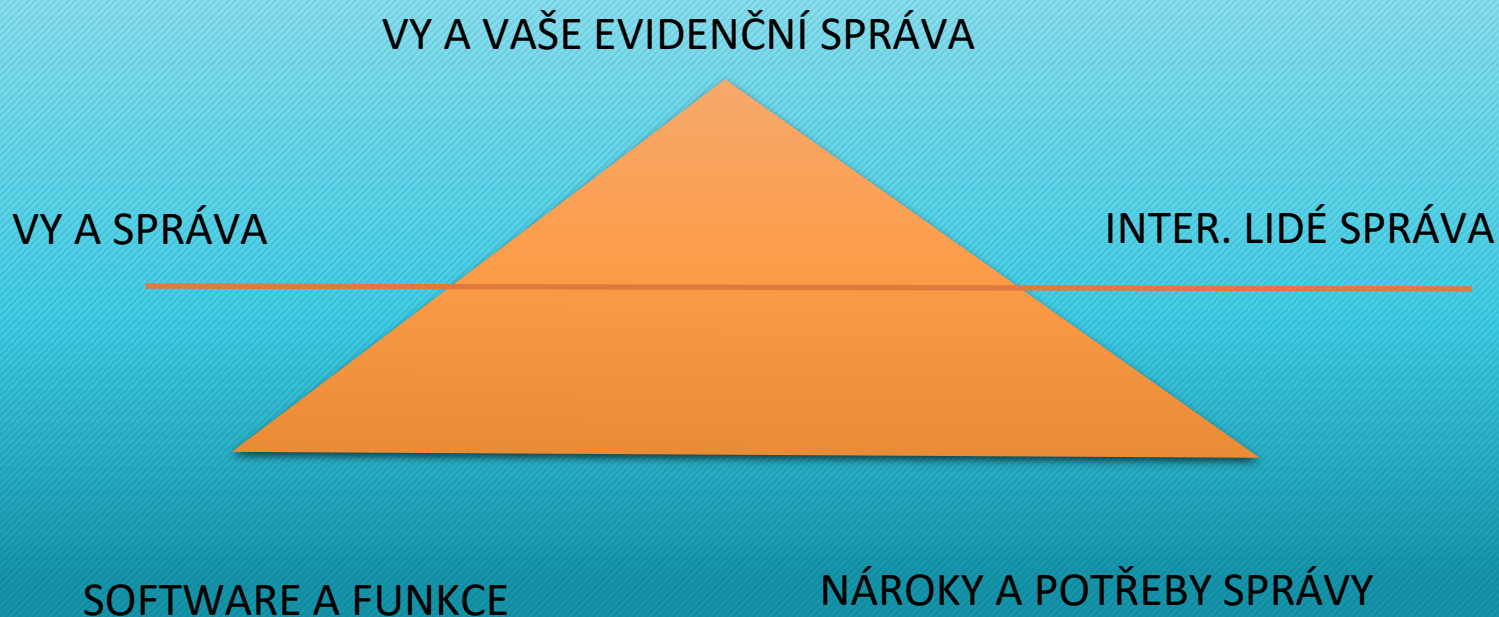 VY A VAŠE EVIDENČNÍ SPRÁVA
VY A SPRÁVA
INTER. LIDÉ SPRÁVA
SOFTWARE A FUNKCE
NÁROKY A POTŘEBY SPRÁVY